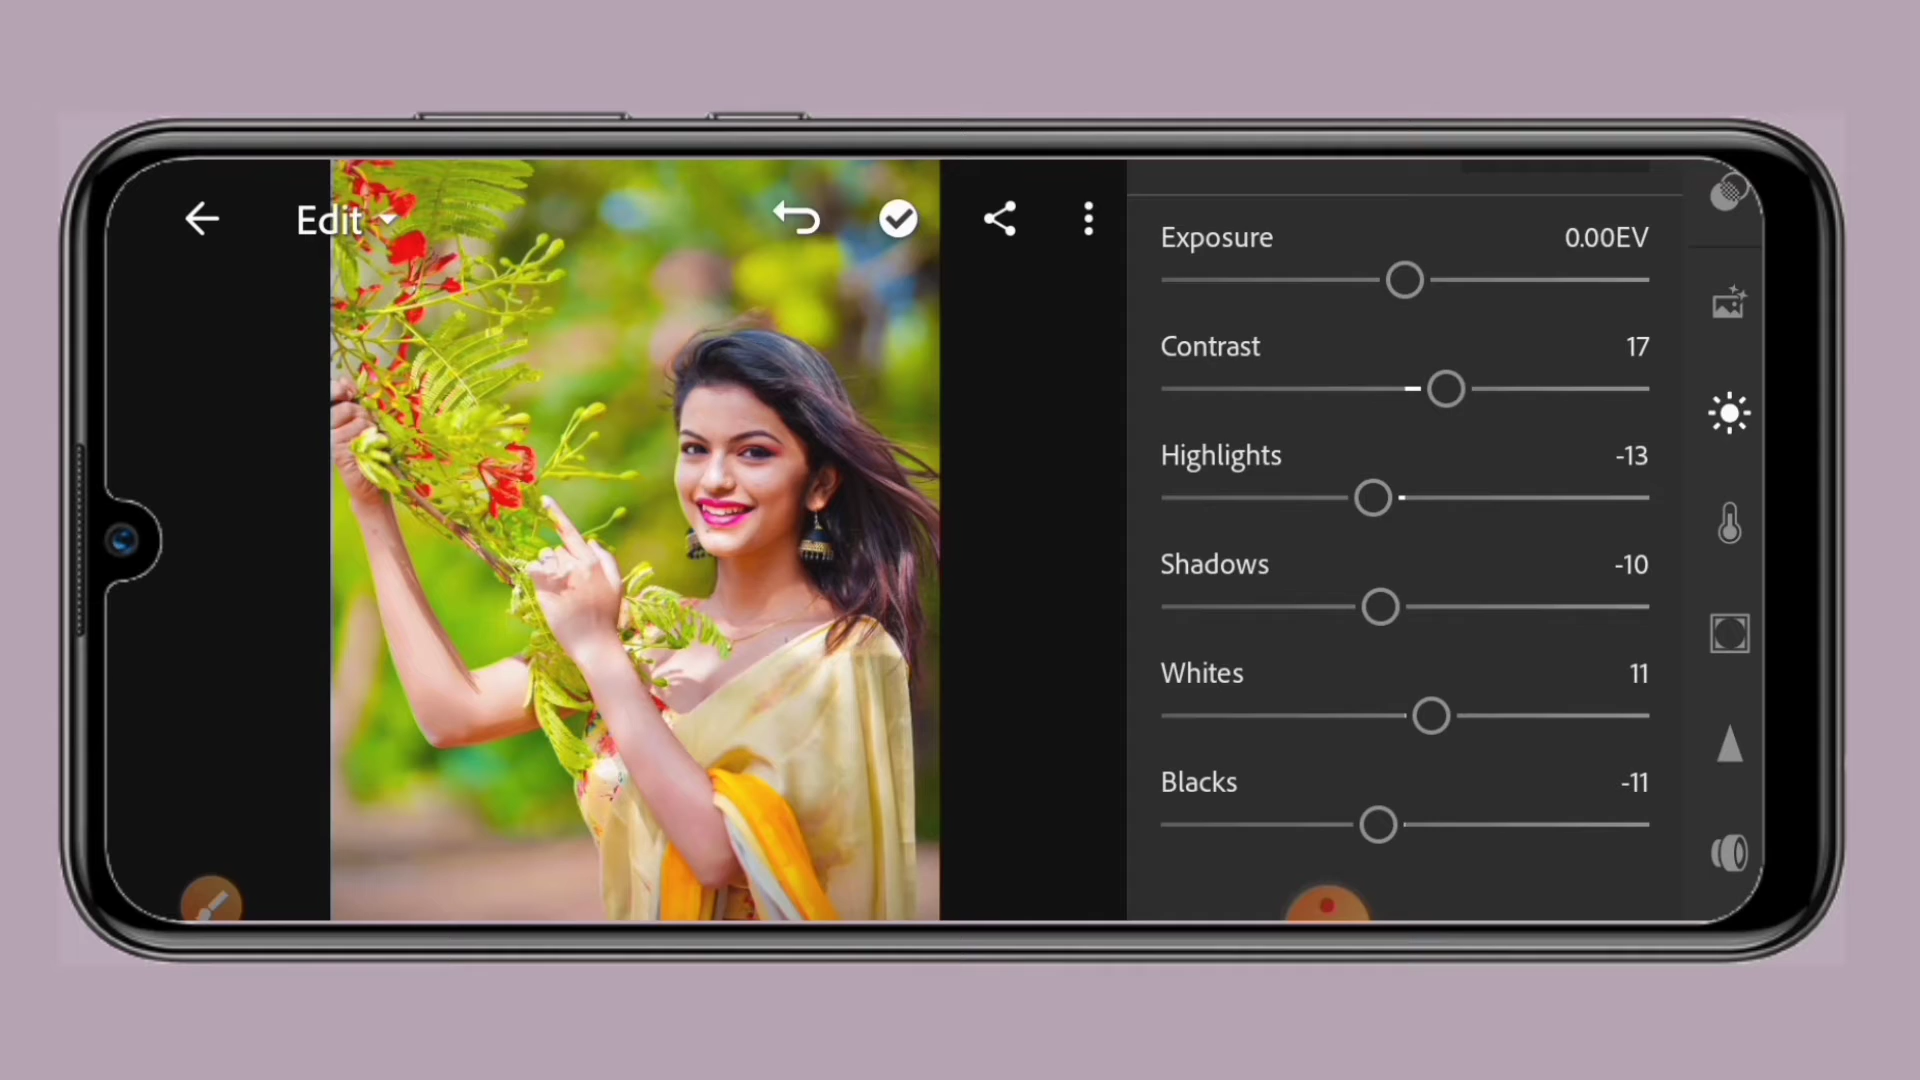 Edit
Exposure 0.00EV
Contrast 17
Highlights -13
Shadows -10
Whites 11
Blacks -11